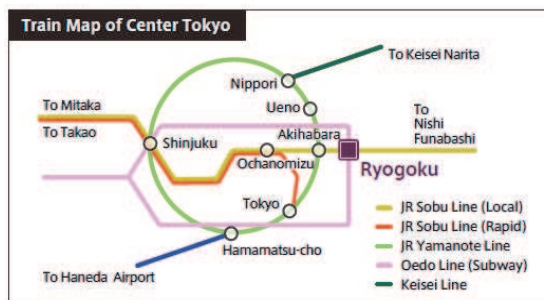 Train Map of Center Tokyo
To Keisei Narita
Nippori
Ueno
To Mitaka
To Takao
To
Nishi
Funabashi
Shinjuku
Akihabara
Ochanomizu
Ryogoku
Tokyo
Hamamatsu-cho
To Haneda Airport
JR Sobu Line (Local)
JR Sobu Line (Rapid)
JR Yamanote Line
Oedo Line (Subway)
Keisei Line